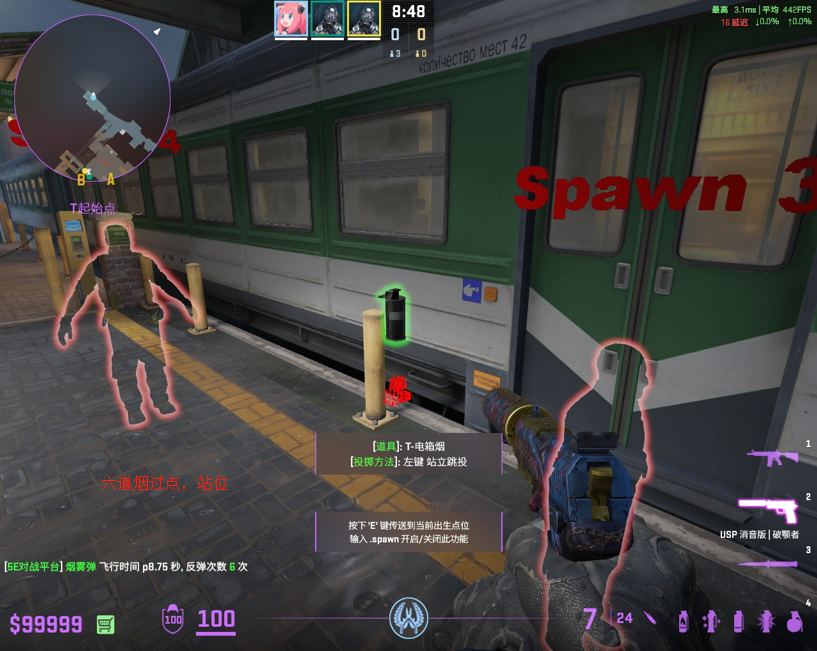 8:48
0 0
3 0
最高 3.1ms | 平均 442FPS
16 延迟 ↓0.0% ↑0.0%
количество мест 42
4
Spawn 3
B A
T起始点
[道具]: T-电箱烟
[投掷方法]: 左键 站立跳投
六道烟过点，站位
按下 'E' 键传送到当前出生点位
输入 .spawn 开启/关闭此功能
[5E对战平台] 烟雾弹 飞行时间 p8.75 秒, 反弹次数 6 次
1
2
USP 消音版 | 破颚者
3
4
$99999
100
100
7 24